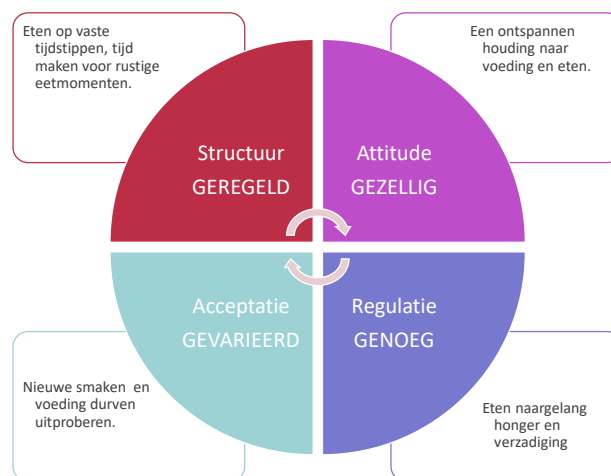 Eten op vaste
tijdstippen, tijd
maken voor rustige
eetmomenten.
Een ontspannen
houding naar
voeding en eten.
Structuur
GEREGELD
Attitude
GEZELLIG
Acceptatie
GEVARIEERD
Regulatie
GENOEG
Nieuwe smaken en
voeding durven
uitproberen.
Eten naargelang
honger en
verzadiging